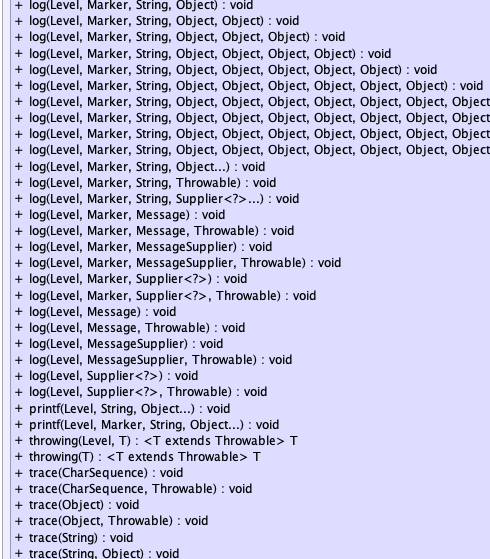 + log(Level, Marker, String, Object) : void
+ log(Level, Marker, String, Object, Object) : void
+ log(Level, Marker, String, Object, Object, Object) : void
+ log(Level, Marker, String, Object, Object, Object, Object) : void
+ log(Level, Marker, String, Object, Object, Object, Object, Object) : void
+ log(Level, Marker, String, Object, Object, Object, Object, Object, Object) : void
+ log(Level, Marker, String, Object, Object, Object, Object, Object, Object, Object
+ log(Level, Marker, String, Object, Object, Object, Object, Object, Object, Object
+ log(Level, Marker, String, Object, Object, Object, Object, Object, Object, Object
+ log(Level, Marker, String, Object, Object, Object, Object, Object, Object, Object
+ log(Level, Marker, String, Object...) : void
+ log(Level, Marker, String, Throwable) : void
+ log(Level, Marker, String, Supplier<?>...) : void
+ log(Level, Marker, Message) : void
+ log(Level, Marker, Message, Throwable) : void
+ log(Level, Marker, MessageSupplier) : void
+ log(Level, Marker, MessageSupplier, Throwable) : void
+ log(Level, Marker, Supplier<?>) : void
+ log(Level, Marker, Supplier<?>, Throwable) : void
+ log(Level, Message) : void
+ log(Level, Message, Throwable) : void
+ log(Level, MessageSupplier) : void
+ log(Level, MessageSupplier, Throwable) : void
+ log(Level, Supplier<?>) : void
+ log(Level, Supplier<?>, Throwable) : void
+ printf(Level, String, Object...) : void
+ printf(Level, Marker, String, Object...) : void
+ throwing(Level, T) : <T extends Throwable> T
+ throwing(T) : <T extends Throwable> T
+ trace(CharSequence) : void
+ trace(CharSequence, Throwable) : void
+ trace(Object) : void
+ trace(Object, Throwable) : void
+ trace(String) : void
+ trace(String, Object) : void